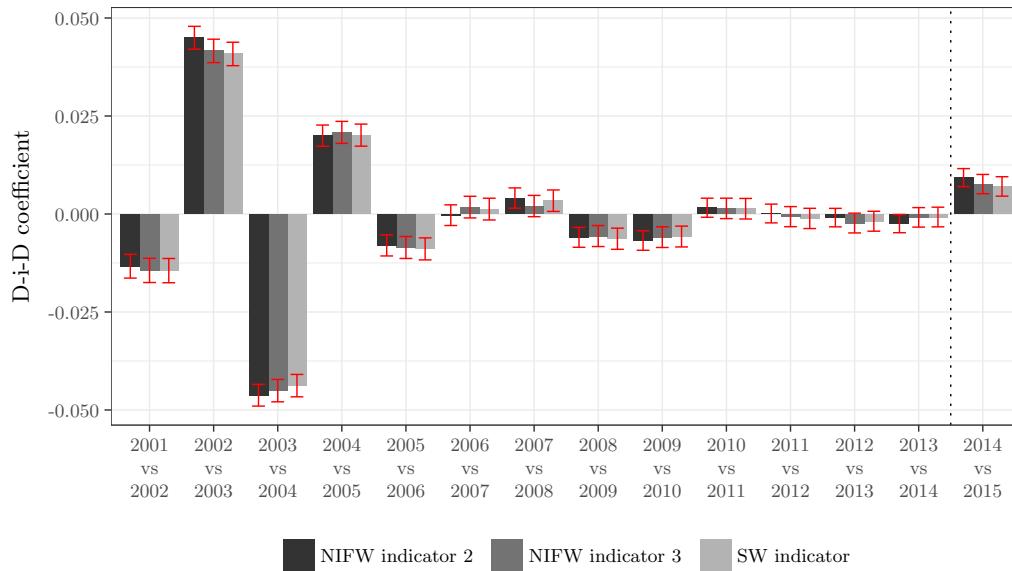 0.050
0.025
0.000
-0.025
-0.050
D-i-D coefficient
2001 vs 2002
2002 vs 2003
2003 vs 2004
2004 vs 2005
2005 vs 2006
2006 vs 2007
2007 vs 2008
2008 vs 2009
2009 vs 2010
2010 vs 2011
2011 vs 2012
2012 vs 2013
2013 vs 2014
2014 vs 2015
NIFW indicator 2
NIFW indicator 3
SW indicator